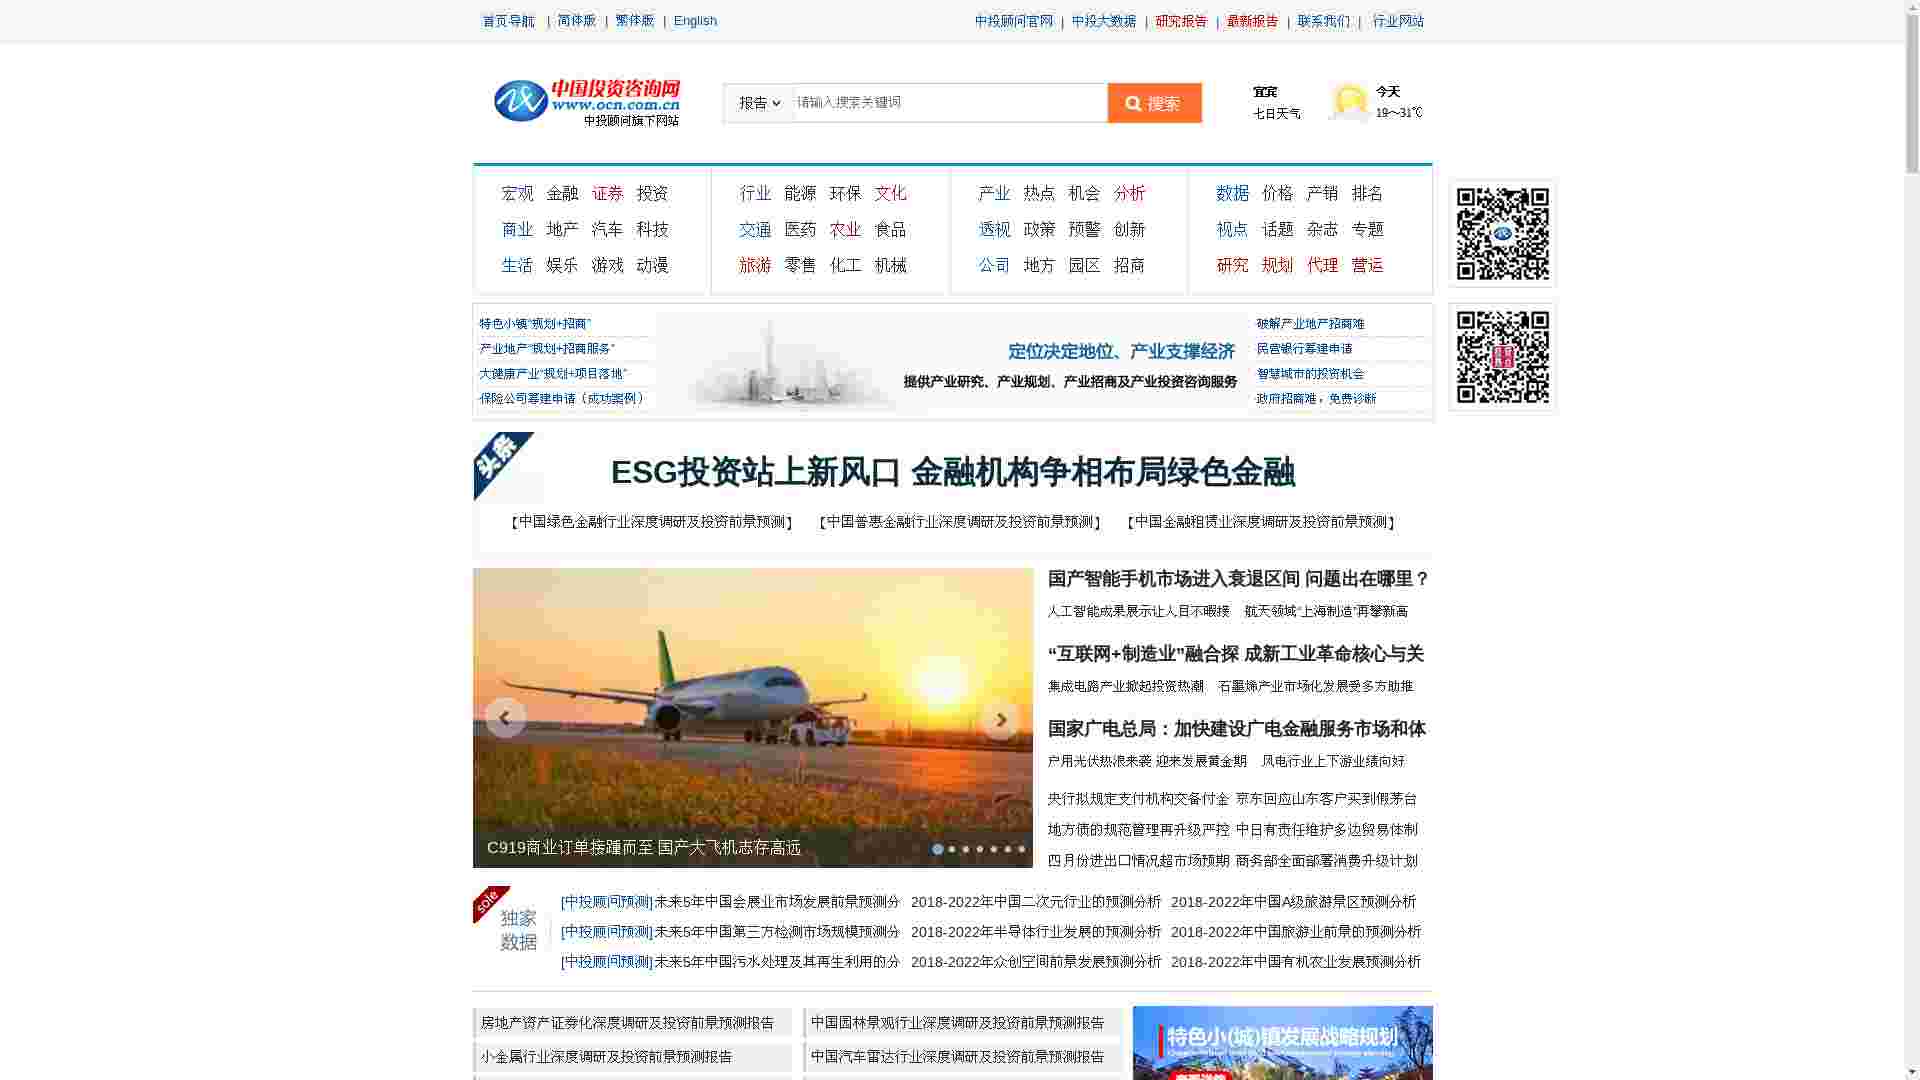 首页导航 | 简体版 | 繁体版 | English
中投顾问官网 | 中投大数据 | 研究报告 | 最新报告 | 联系我们 | 行业网站
中国投资咨询网
www.ocn.com.cn
中投顾问旗下网站
报告 请输入搜索关键词 搜索
宜宾 今天
七日天气 19～31℃
宏观 金融 证券 投资 行业 能源 环保 文化 产业 热点 机会 分析 数据 价格 产销 排名
商业 地产 汽车 科技 交通 医药 农业 食品 透视 政策 预警 创新 视点 话题 杂志 专题
生活 娱乐 游戏 动漫 旅游 零售 化工 机械 公司 地方 园区 招商 研究 规划 代理 营运
特色小镇“规划+招商”
产业地产“规划+招商服务”
大健康产业“规划+项目落地”
保险公司筹建申请（成功案例）
定位决定地位、产业支撑经济
提供产业研究、产业规划、产业招商及产业投资咨询服务
破解产业地产招商难
民营银行筹建申请
智慧城市的投资机会
政府招商难，免费诊断
头条
ESG投资站上新风口 金融机构争相布局绿色金融
【中国绿色金融行业深度调研及投资前景预测】 【中国普惠金融行业深度调研及投资前景预测】 【中国金融租赁业深度调研及投资前景预测】
C919商业订单接踵而至 国产大飞机志存高远
国产智能手机市场进入衰退区间 问题出在哪里？
人工智能成果展示让人目不暇接 航天领域“上海制造”再攀新高
“互联网+制造业”融合探 成新工业革命核心与关
集成电路产业掀起投资热潮 石墨烯产业市场化发展受多方助推
国家广电总局：加快建设广电金融服务市场和体
户用光伏热浪来袭 迎来发展黄金期 风电行业上下游业绩向好
央行拟规定支付机构交备付金 京东回应山东客户买到假茅台
地方债的规范管理再升级严控 中日有责任维护多边贸易体制
四月份进出口情况超市场预期 商务部全面部署消费升级计划
sole
独家
数据
[中投顾问预测]未来5年中国会展业市场发展前景预测分 2018-2022年中国二次元行业的预测分析 2018-2022年中国A级旅游景区预测分析
[中投顾问预测]未来5年中国第三方检测市场规模预测分 2018-2022年半导体行业发展的预测分析 2018-2022年中国旅游业前景的预测分析
[中投顾问预测]未来5年中国污水处理及其再生利用的分 2018-2022年众创空间前景发展预测分析 2018-2022年中国有机农业发展预测分析
房地产资产证券化深度调研及投资前景预测报告 中国园林景观行业深度调研及投资前景预测报告
小金属行业深度调研及投资前景预测报告 中国汽车雷达行业深度调研及投资前景预测报告
特色小(城)镇发展战略规划